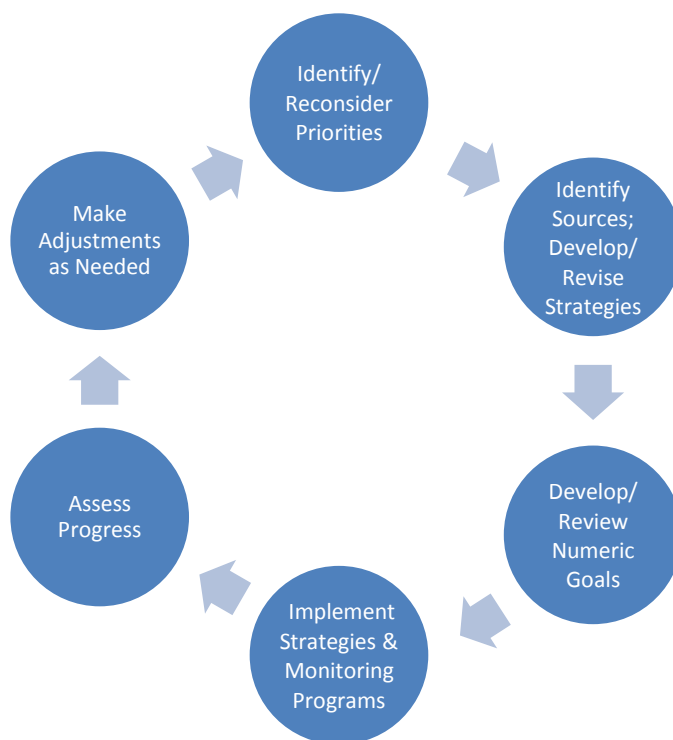 Identify/
Reconsider
Priorities
Identify
Sources;
Develop/
Revise
Strategies
Develop/
Review
Numeric
Goals
Implement
Strategies &
Monitoring
Programs
Assess
Progress
Make
Adjustments
as Needed